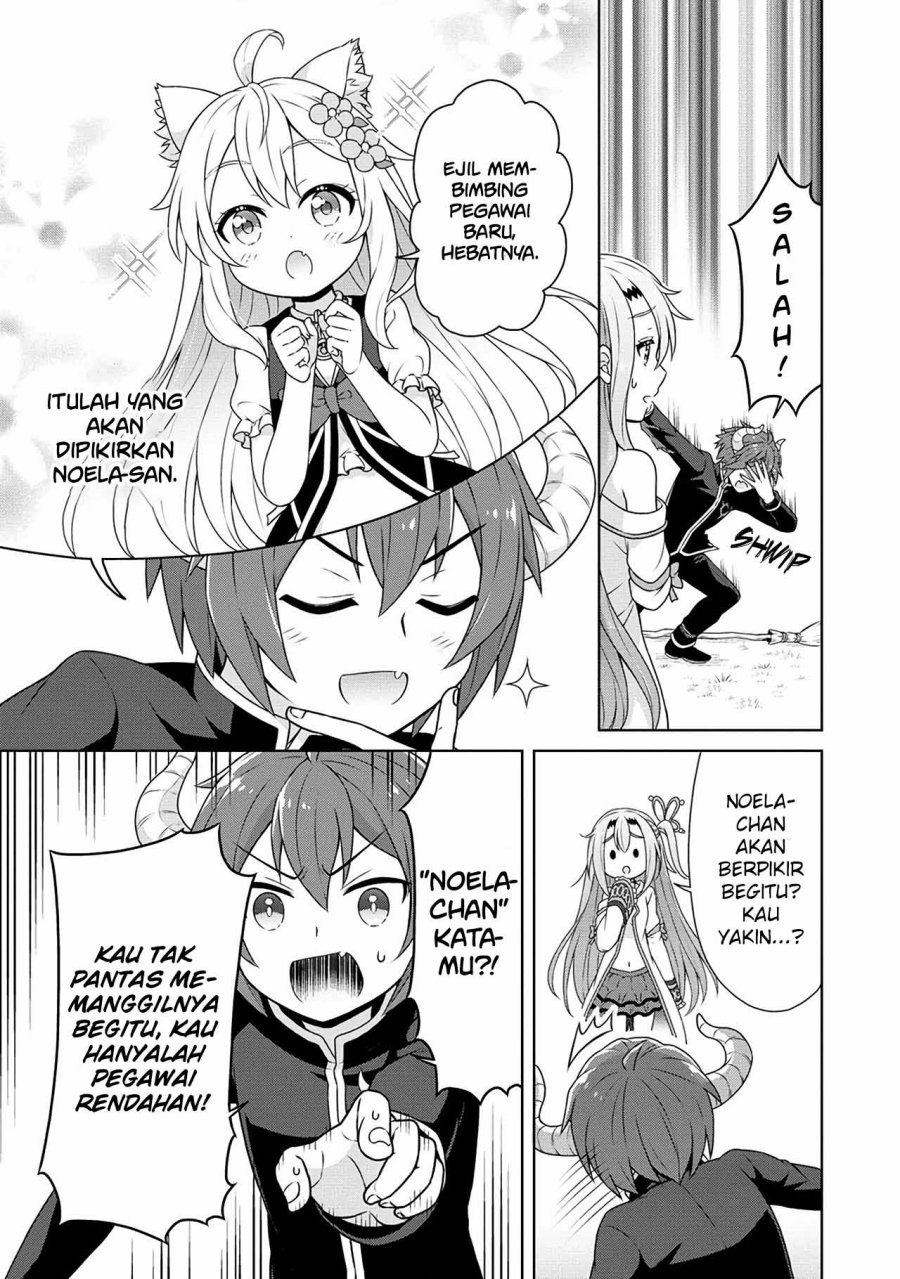 SALAH!
SHWIP
EJIL MEM-
BIMBING
PEGAWAI
BARU,
HEBATNYA.
ITULAH YANG
AKAN
DIPIKIRKAN
NOELA-SAN.
NOELA-
CHAN
AKAN
BERPIKIR
BEGITU?
KAU
YAKIN...?
"NOELA-
CHAN"
KATA-
MU?!
KAU TAK
PANTAS ME-
MANGGILNYA
BEGITU, KAU
HANYALAH
PEGAWAI
RENDAHAN!